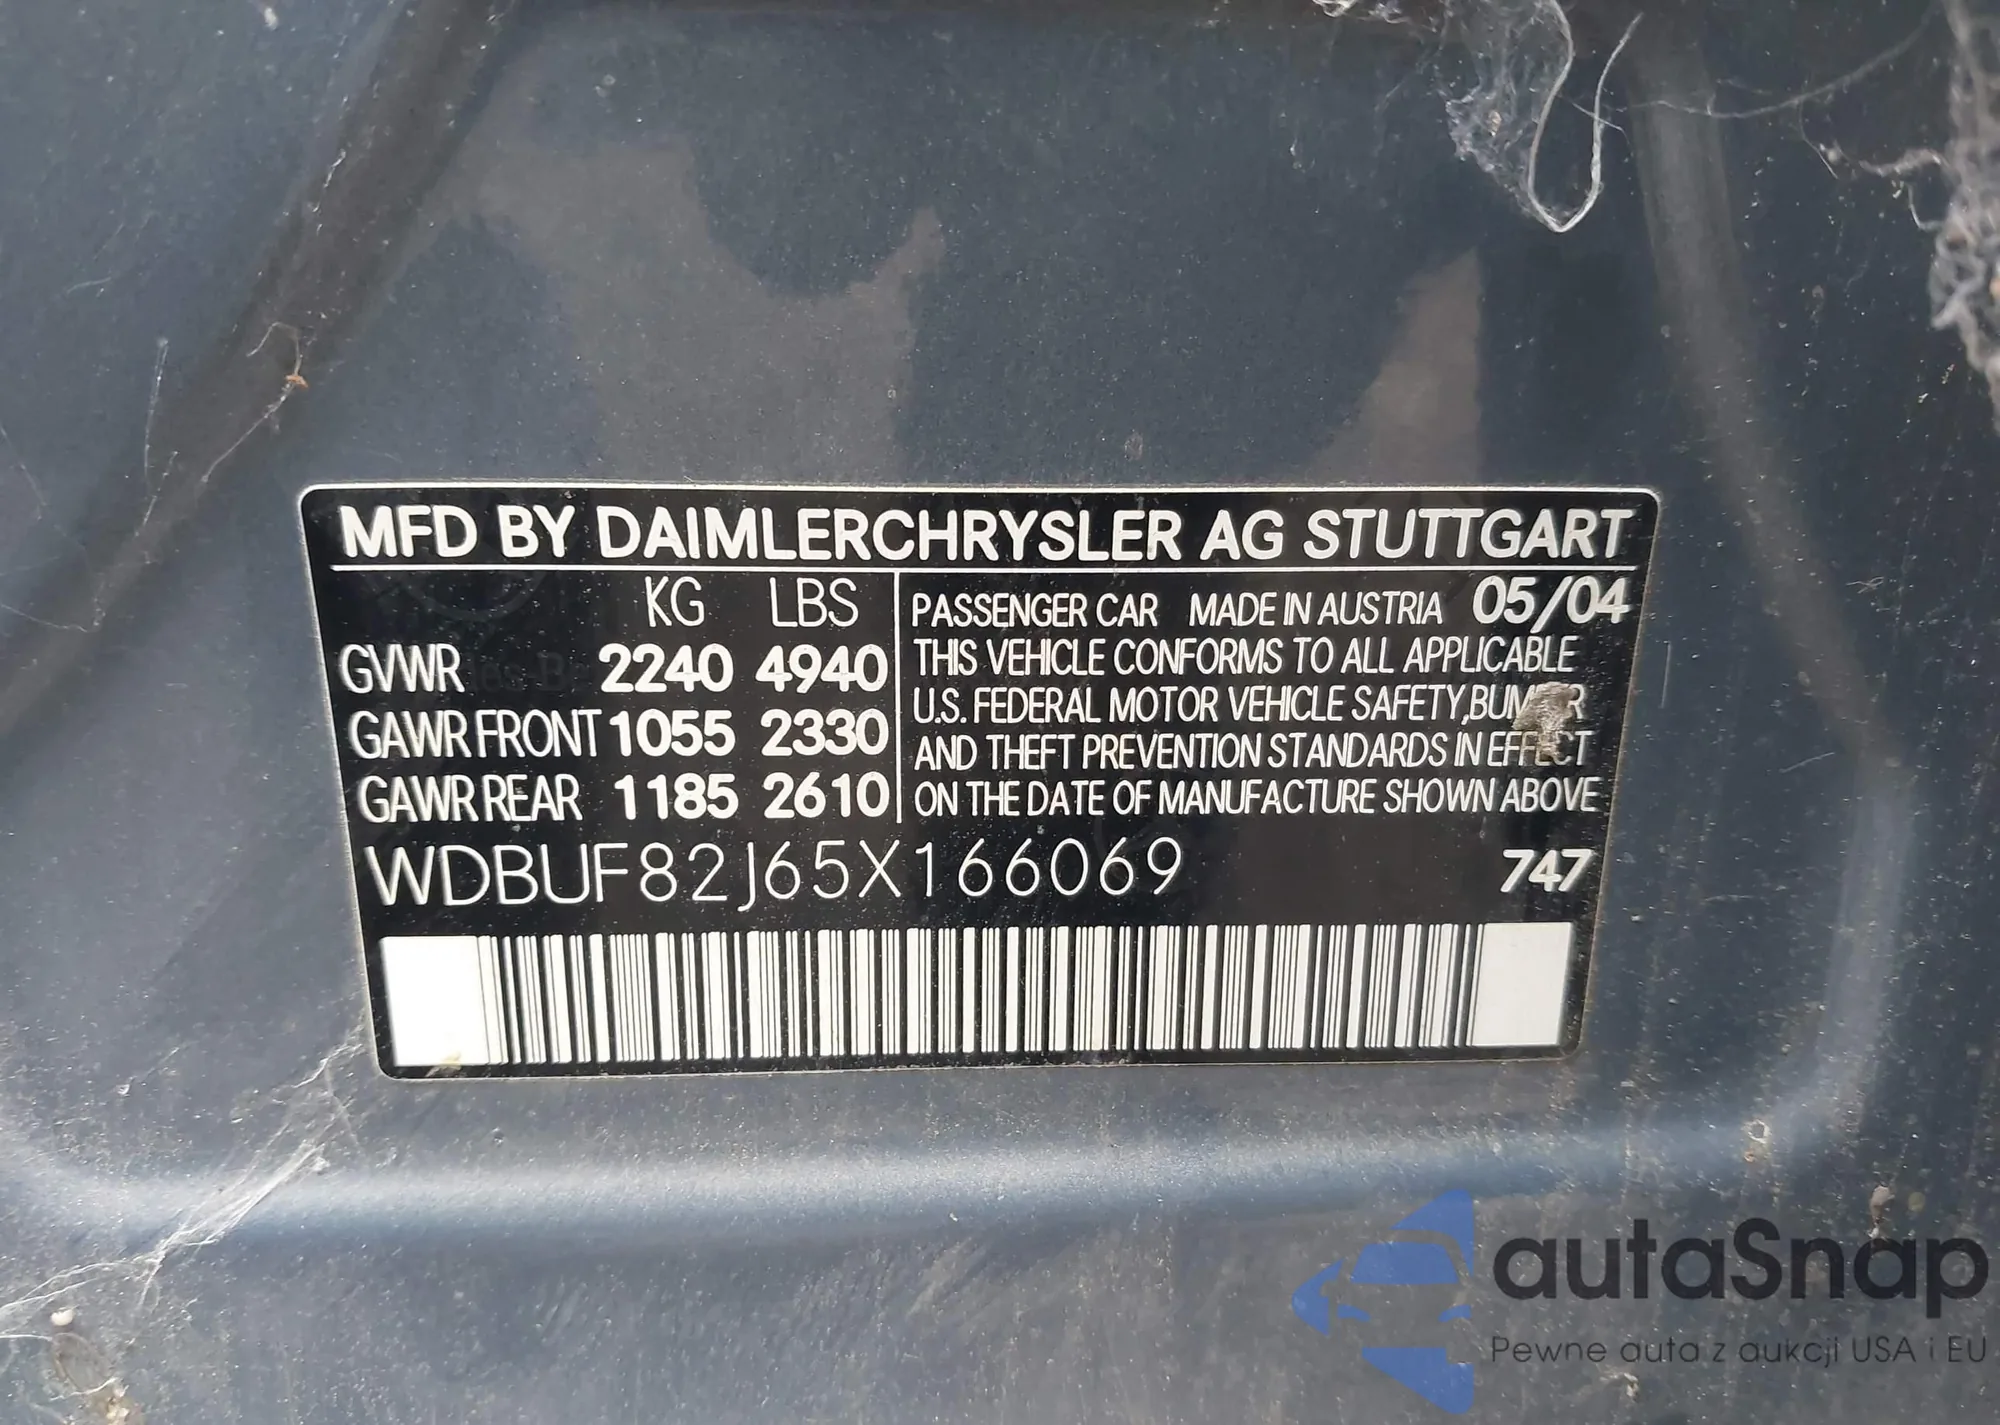 MFD BY DAIMLERCHRYSLER AG STUTTGART
KG LBS
GVWR 2240 4940
GAWR FRONT 1055 2330
GAWR REAR 1185 2610
PASSENGER CAR MADE IN AUSTRIA 05/04
THIS VEHICLE CONFORMS TO ALL APPLICABLE
U.S. FEDERAL MOTOR VEHICLE SAFETY,
AND THEFT PREVENTION STANDARDS IN EFFECT
ON THE DATE OF MANUFACTURE SHOWN ABOVE
WDBUF82J65X166069 747
autaSnap
Pewne auta z aukcji USA i EU